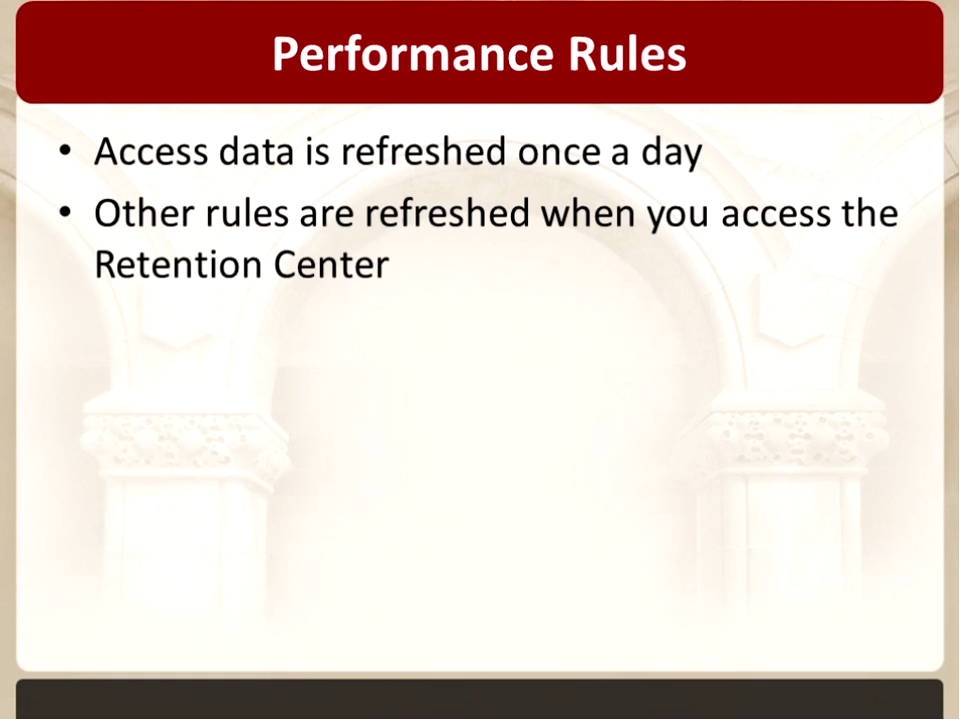 Performance Rules
• Access data is refreshed once a day
• Other rules are refreshed when you access the
Retention Center